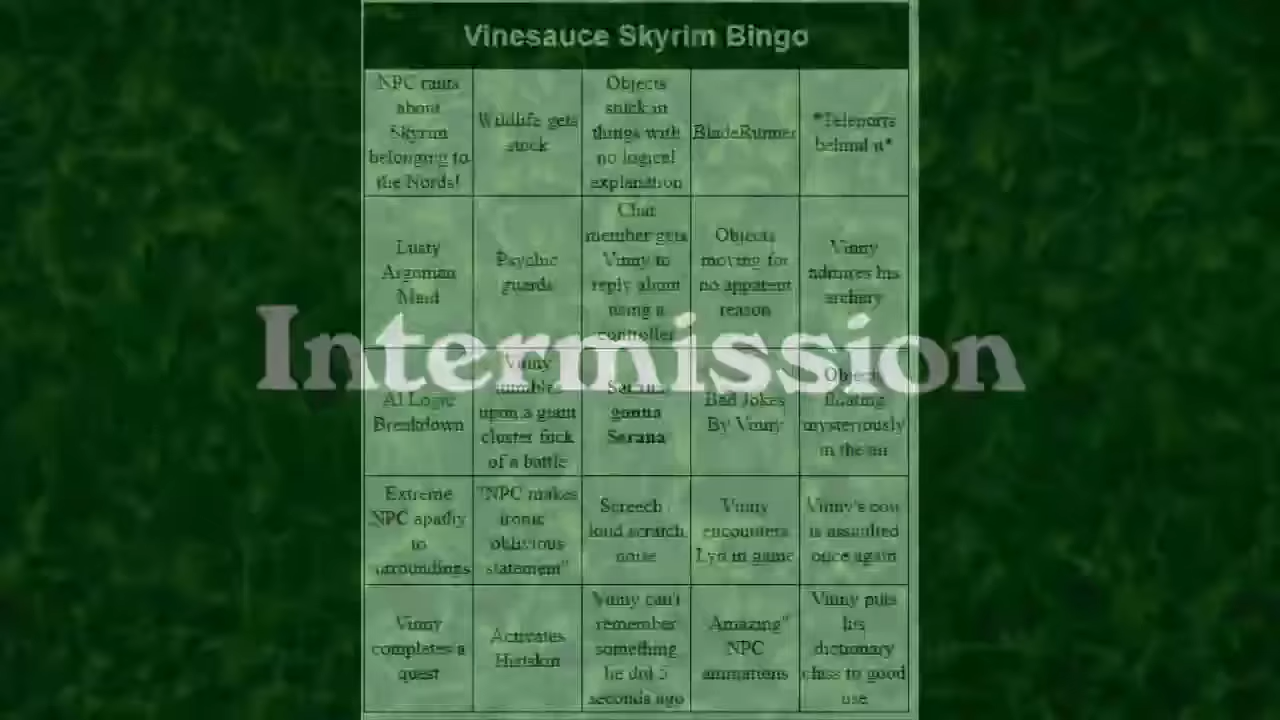 Vinesauce Skyrim Bingo
NPC rants
about
Skyrim
belonging to
the Nords!
Wildlife gets
stuck
Objects
stuck in
things with
no logical
explanation
BladeRunner
*Teleports
behind u*
Lusty
Argonian
Maid
Psychic
guards
Chat
member gets
Vinny to
reply about
using a
controller
Objects
moving for
no apparent
reason
Vinny
admires his
archery
Intermission
AI Logic
Breakdown
Vinny
stumbles
upon a giant
cluster fuck
of a battle
gonna
Serana
Bad Jokes
By Vinny
Objects
floating
mysteriously
in the air
Extreme
NPC apathy
to
surroundings
"NPC makes
ironic
oblivious
statement"
Screech /
loud scratch
noise
Vinny
encounters
Lyn in game
Vinny's cow
is assaulted
once again
Vinny
completes a
quest
Activates
Vinny can't
remember
something
he did 5
seconds ago
"Amazing"
NPC
animations
Vinny puts
his
dictionary
class to good
use